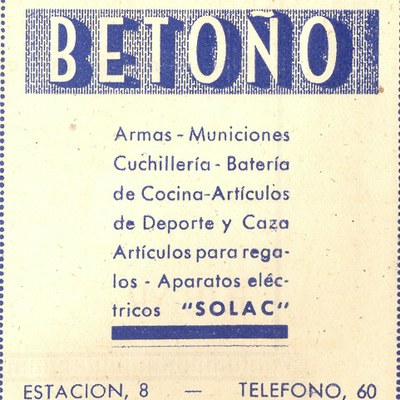 BETOÑO
Armas - Municiones
Cuchillería - Batería
de Cocina-Artículos
de Deporte y Caza
Artículos para rega-
los - Aparatos eléc-
tricos "SOLAC"
ESTACION, 8 — TELEFONO, 60